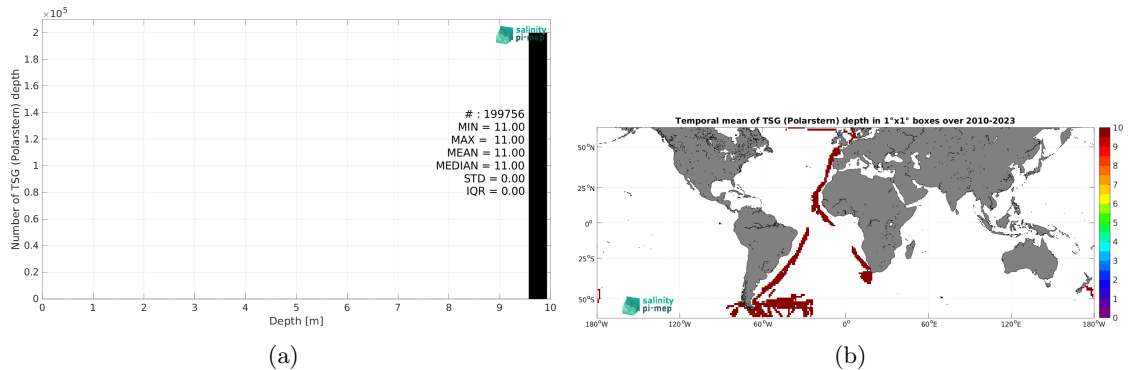 ×10⁵
2
1.8
1.6
1.4
1.2
1
0.8
0.6
0.4
0.2
0
Number of TSG (Polarstern) depth
salinity
pi-mep
# : 199756
MIN = 11.00
MAX = 11.00
MEAN = 11.00
MEDIAN = 11.00
STD = 0.00
IQR = 0.00
0 1 2 3 4 5 6 7 8 9 10
Depth [m]
(a)
Temporal mean of TSG (Polarstern) depth in 1°x1° boxes over 2010-2023
50°N
25°N
0°
25°S
50°S
salinity
pi-mep
180°W 120°W 60°W 0° 60°E 120°E 180°E
10
9
8
7
6
5
4
3
2
1
0
(b)